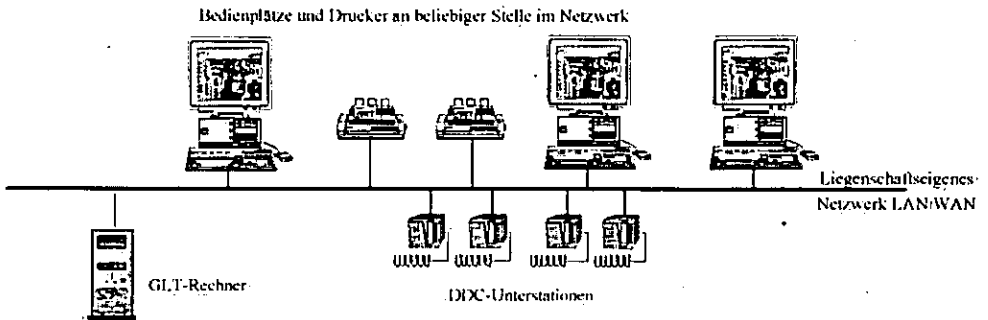 Bedienplätze und Drucker an beliebiger Stelle im Netzwerk
Liegenschaftseigenes
Netzwerk LAN/WAN
GLT-Rechner
DDC-Unterstationen